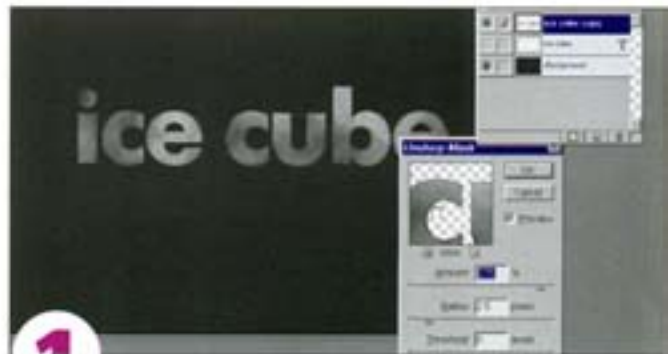 ice cube copy
ice cube
Background
ice cube
Unsharp Mask
OK
Cancel
Preview
100%
Amount: %
Radius: pixels
Threshold: levels
1